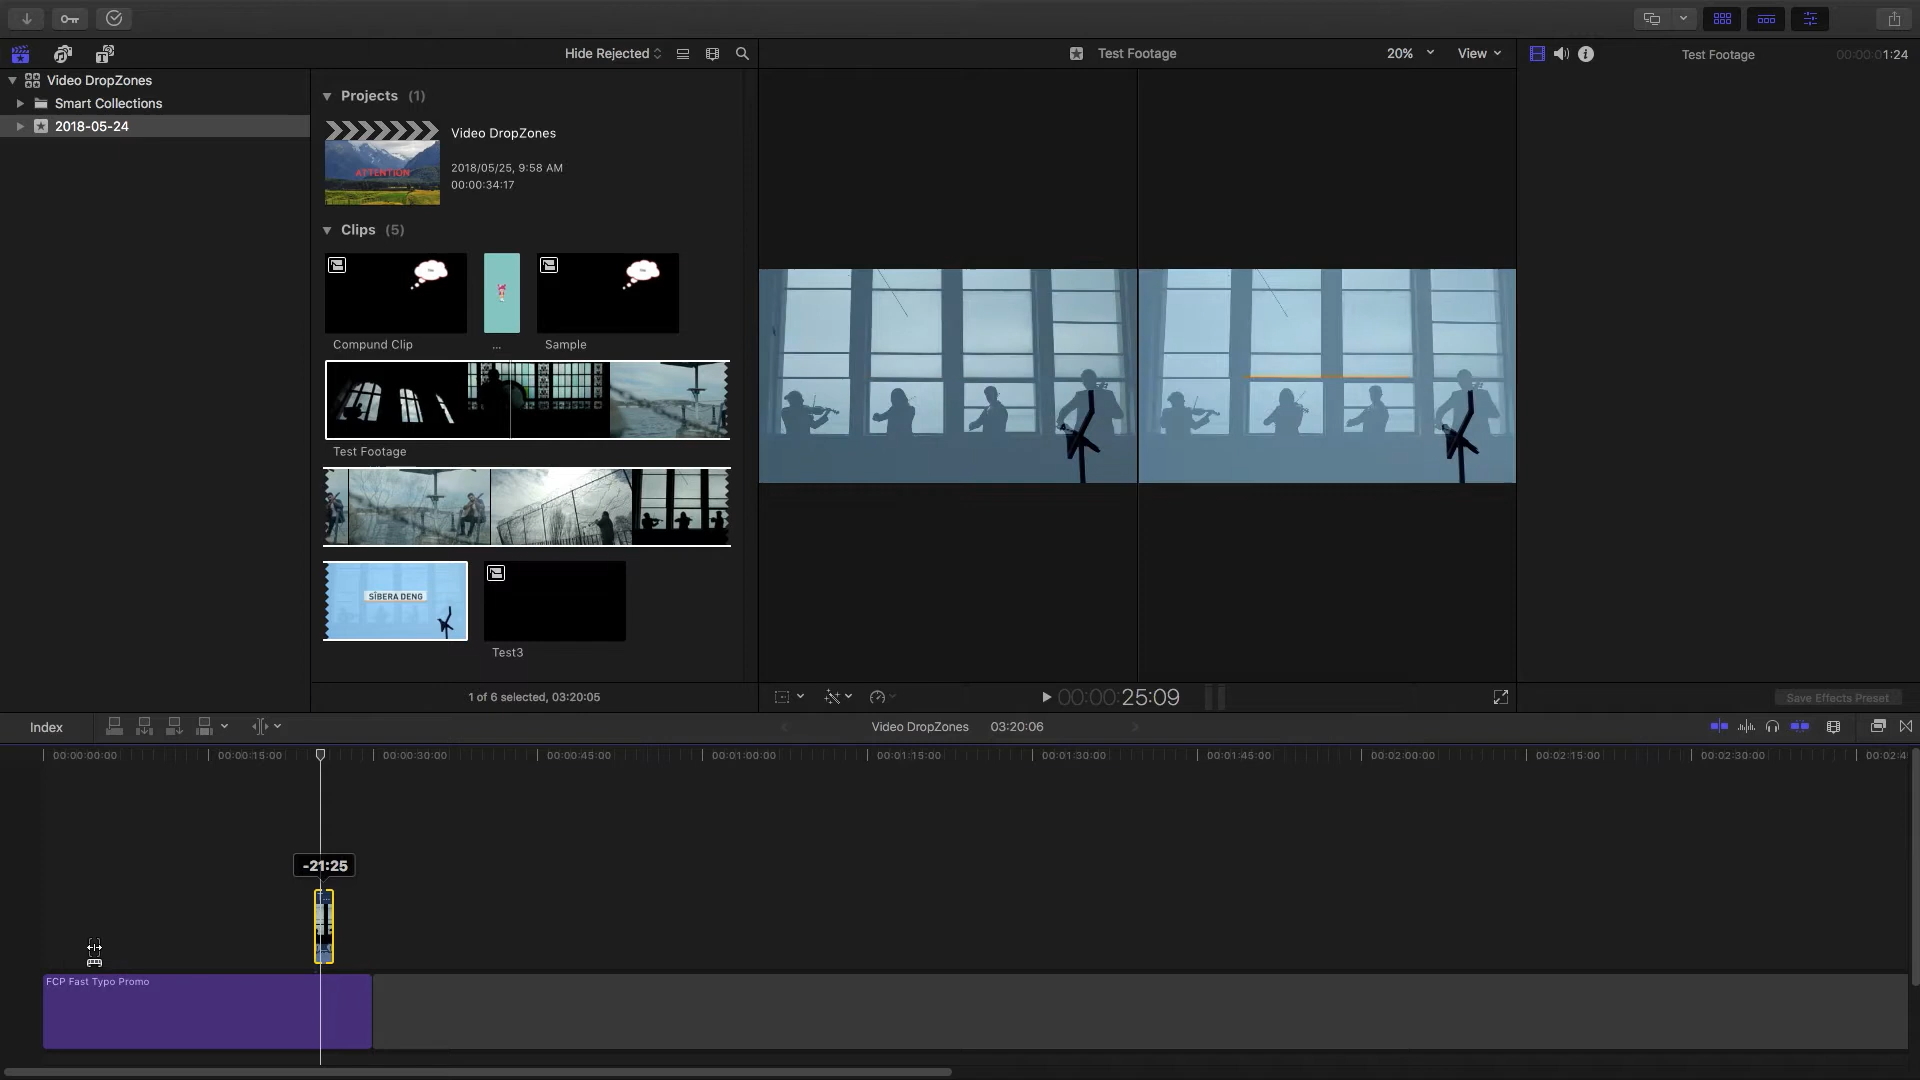 Hide Rejected
Test Footage
20%
View
Test Footage
00:00:01:24
Video DropZones
Smart Collections
2018-05-24
Projects (1)
Video DropZones
2018/05/25, 9:58 AM
00:00:34:17
ATTENTION
Clips (5)
Compund Clip
...
Sample
Test Footage
SİBERA DENG
Test3
1 of 6 selected, 03:20:05
00:00:25:09
Save Effects Preset
Index
Video DropZones
03:20:06
00:00:00:00
00:00:15:00
00:00:30:00
00:00:45:00
00:01:00:00
00:01:15:00
00:01:30:00
00:01:45:00
00:02:00:00
00:02:15:00
00:02:30:00
00:02:4
-21:25
FCP Fast Typo Promo